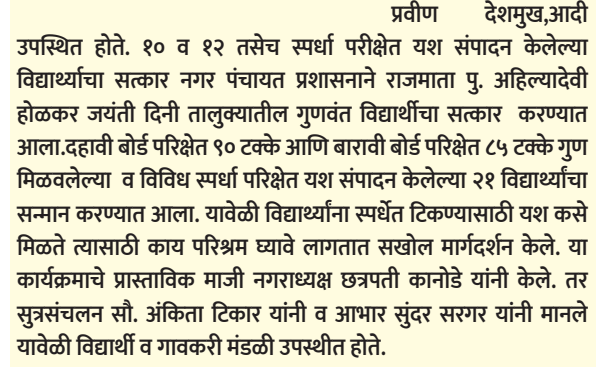 प्रवीण देशमुख,आदी
उपस्थित होते. १० व १२ तसेच स्पर्धा परीक्षेत यश संपादन केलेल्या
विद्यार्थ्याचा सत्कार नगर पंचायत प्रशासनाने राजमाता पु. अहिल्यादेवी
होळकर जयंती दिनी तालुक्यातील गुणवंत विद्यार्थीचा सत्कार करण्यात
आला.दहावी बोर्ड परिक्षेत ९० टक्के आणि बारावी बोर्ड परिक्षेत ८५ टक्के गुण
मिळवलेल्या व विविध स्पर्धा परिक्षेत यश संपादन केलेल्या २१ विद्यार्थ्यांचा
सन्मान करण्यात आला. यावेळी विद्यार्थ्यांना स्पर्धेत टिकण्यासाठी यश कसे
मिळते त्यासाठी काय परिश्रम घ्यावे लागतात सखोल मार्गदर्शन केले. या
कार्यक्रमाचे प्रास्ताविक माजी नगराध्यक्ष छत्रपती कानोडे यांनी केले. तर
सुत्रसंचलन सौ. अंकिता टिकार यांनी व आभार सुंदर सरगर यांनी मानले
यावेळी विद्यार्थी व गावकरी मंडळी उपस्थीत होते.